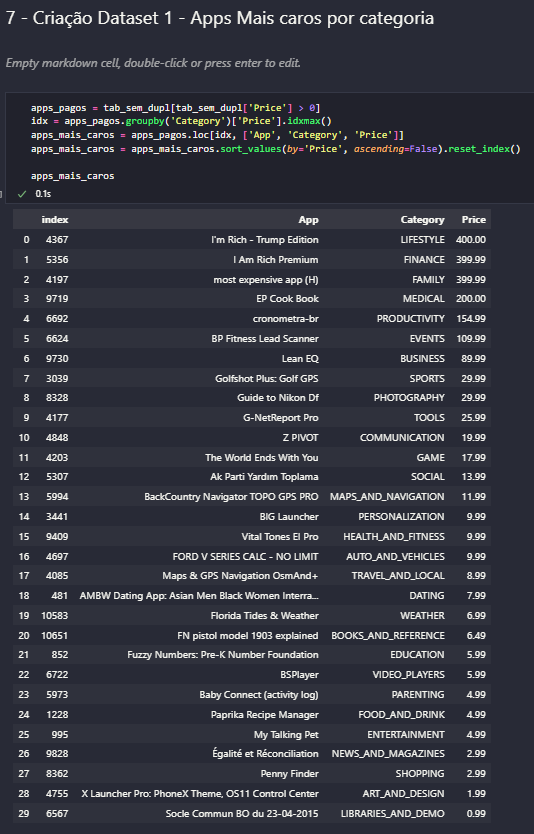 7 - Criação Dataset 1 - Apps Mais caros por categoria
Empty markdown cell, double-click or press enter to edit.
apps_pagos = tab_sem_dupl[tab_sem_dupl['Price'] > 0]
idx = apps_pagos.groupby('Category')['Price'].idxmax()
apps_mais_caros = apps_pagos.loc[idx, ['App', 'Category', 'Price']]
apps_mais_caros = apps_mais_caros.sort_values(by='Price', ascending=False).reset_index()
apps_mais_caros
✓ 0.1s
index App Category Price
0 4367 I'm Rich - Trump Edition LIFESTYLE 400.00
1 5356 I Am Rich Premium FINANCE 399.99
2 4197 most expensive app (H) FAMILY 399.99
3 9719 EP Cook Book MEDICAL 200.00
4 6692 cronometra-br PRODUCTIVITY 154.99
5 6624 BP Fitness Lead Scanner EVENTS 109.99
6 9730 Lean EQ BUSINESS 89.99
7 3039 Golfshot Plus: Golf GPS SPORTS 29.99
8 8328 Guide to Nikon Df PHOTOGRAPHY 29.99
9 4177 G-NetReport Pro TOOLS 25.99
10 4848 Z PIVOT COMMUNICATION 19.99
11 4203 The World Ends With You GAME 17.99
12 5307 Ak Parti Yardım Toplama SOCIAL 13.99
13 5994 BackCountry Navigator TOPO GPS PRO MAPS_AND_NAVIGATION 11.99
14 3441 BIG Launcher PERSONALIZATION 9.99
15 9409 Vital Tones EI Pro HEALTH_AND_FITNESS 9.99
16 4697 FORD V SERIES CALC - NO LIMIT AUTO_AND_VEHICLES 9.99
17 4085 Maps & GPS Navigation OsmAnd+ TRAVEL_AND_LOCAL 8.99
18 481 AMBW Dating App: Asian Men Black Women Interra... DATING 7.99
19 10583 Florida Tides & Weather WEATHER 6.99
20 10651 FN pistol model 1903 explained BOOKS_AND_REFERENCE 6.49
21 852 Fuzzy Numbers: Pre-K Number Foundation EDUCATION 5.99
22 6722 BSPlayer VIDEO_PLAYERS 5.99
23 5973 Baby Connect (activity log) PARENTING 4.99
24 1228 Paprika Recipe Manager FOOD_AND_DRINK 4.99
25 995 My Talking Pet ENTERTAINMENT 4.99
26 9828 Égalité et Réconciliation NEWS_AND_MAGAZINES 2.99
27 8362 Penny Finder SHOPPING 2.99
28 4755 X Launcher Pro: PhoneX Theme, OS11 Control Center ART_AND_DESIGN 1.99
29 6567 Socle Commun BO du 23-04-2015 LIBRARIES_AND_DEMO 0.99